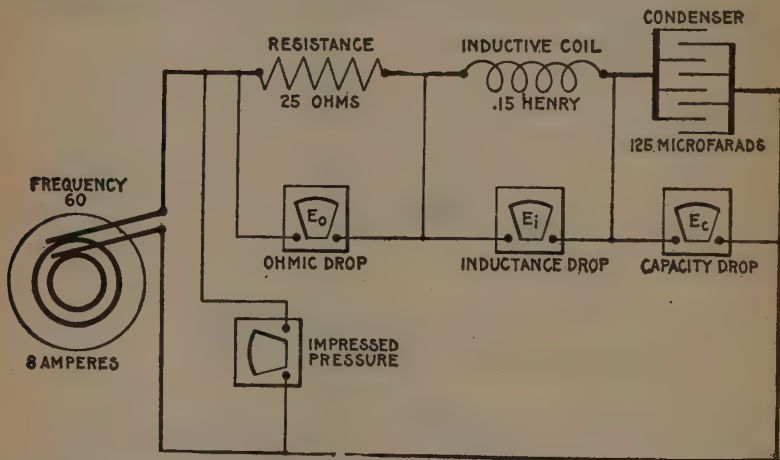 CONDENSER
RESISTANCE
INDUCTIVE COIL
25 OHMS
.15 HENRY
125 MICROFARADS
FREQUENCY
60
E₀
Eᵢ
E꜀
OHMIC DROP
INDUCTANCE DROP
CAPACITY DROP
IMPRESSED
PRESSURE
8 AMPERES